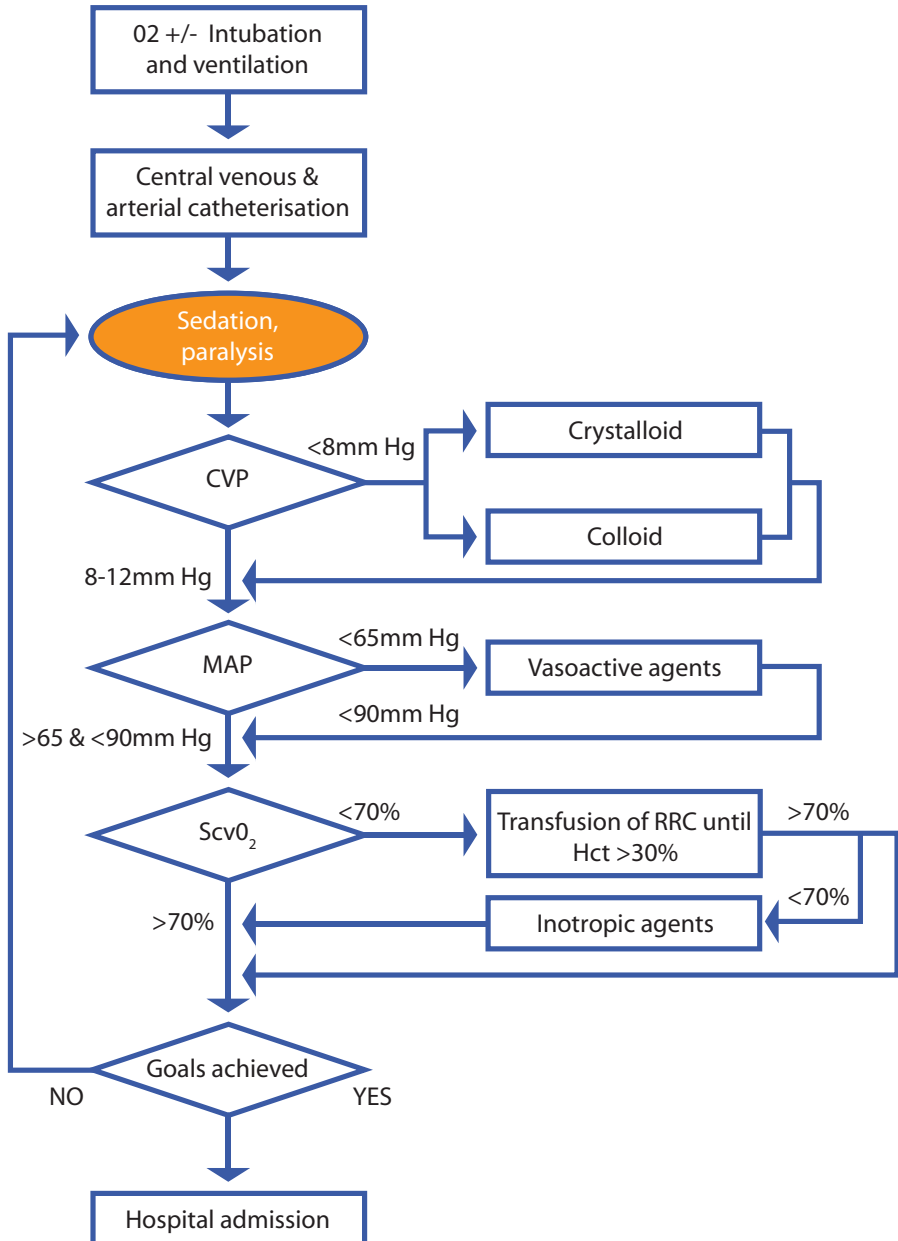 02 +/- Intubation
and ventilation
Central venous &
arterial catheterisation
Sedation,
paralysis
<8mm Hg
Crystalloid
CVP
Colloid
8-12mm Hg
<65mm Hg
MAP
Vasoactive agents
<90mm Hg
>65 & <90mm Hg
<70%
Scv0₂
Transfusion of RRC until
Hct >30%
>70%
<70%
>70%
Inotropic agents
Goals achieved
NO
YES
Hospital admission